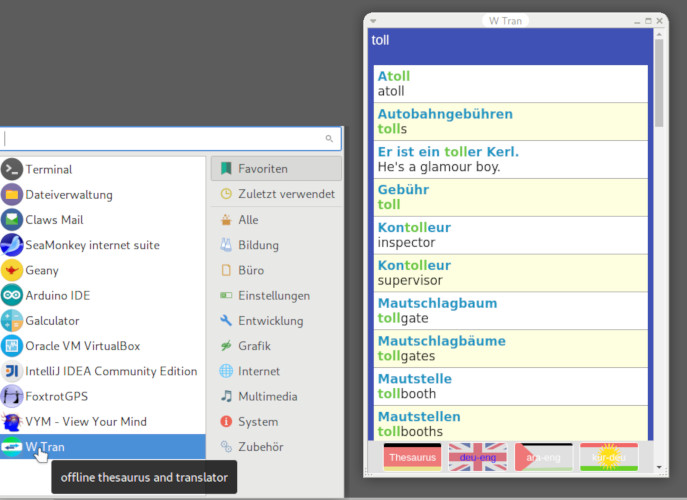 W Tran
toll
Atoll
atoll
Autobahngebühren
tolls
Er ist ein toller Kerl.
He's a glamour boy.
Gebühr
toll
Kontolleur
inspector
Kontolleur
supervisor
Mautschlagbaum
tollgate
Mautschlagbäume
tollgates
Mautstelle
tollbooth
Mautstellen
tollbooths
Thesaurus
deu-eng
ara-eng
kur-deu
Terminal
Dateiverwaltung
Claws Mail
SeaMonkey internet suite
Geany
Arduino IDE
Galculator
Oracle VM VirtualBox
IntelliJ IDEA Community Edition
FoxtrotGPS
VYM - View Your Mind
W Tran
offline thesaurus and translator
Favoriten
Zuletzt verwendet
Alle
Bildung
Büro
Einstellungen
Entwicklung
Grafik
Internet
Multimedia
System
Zubehör